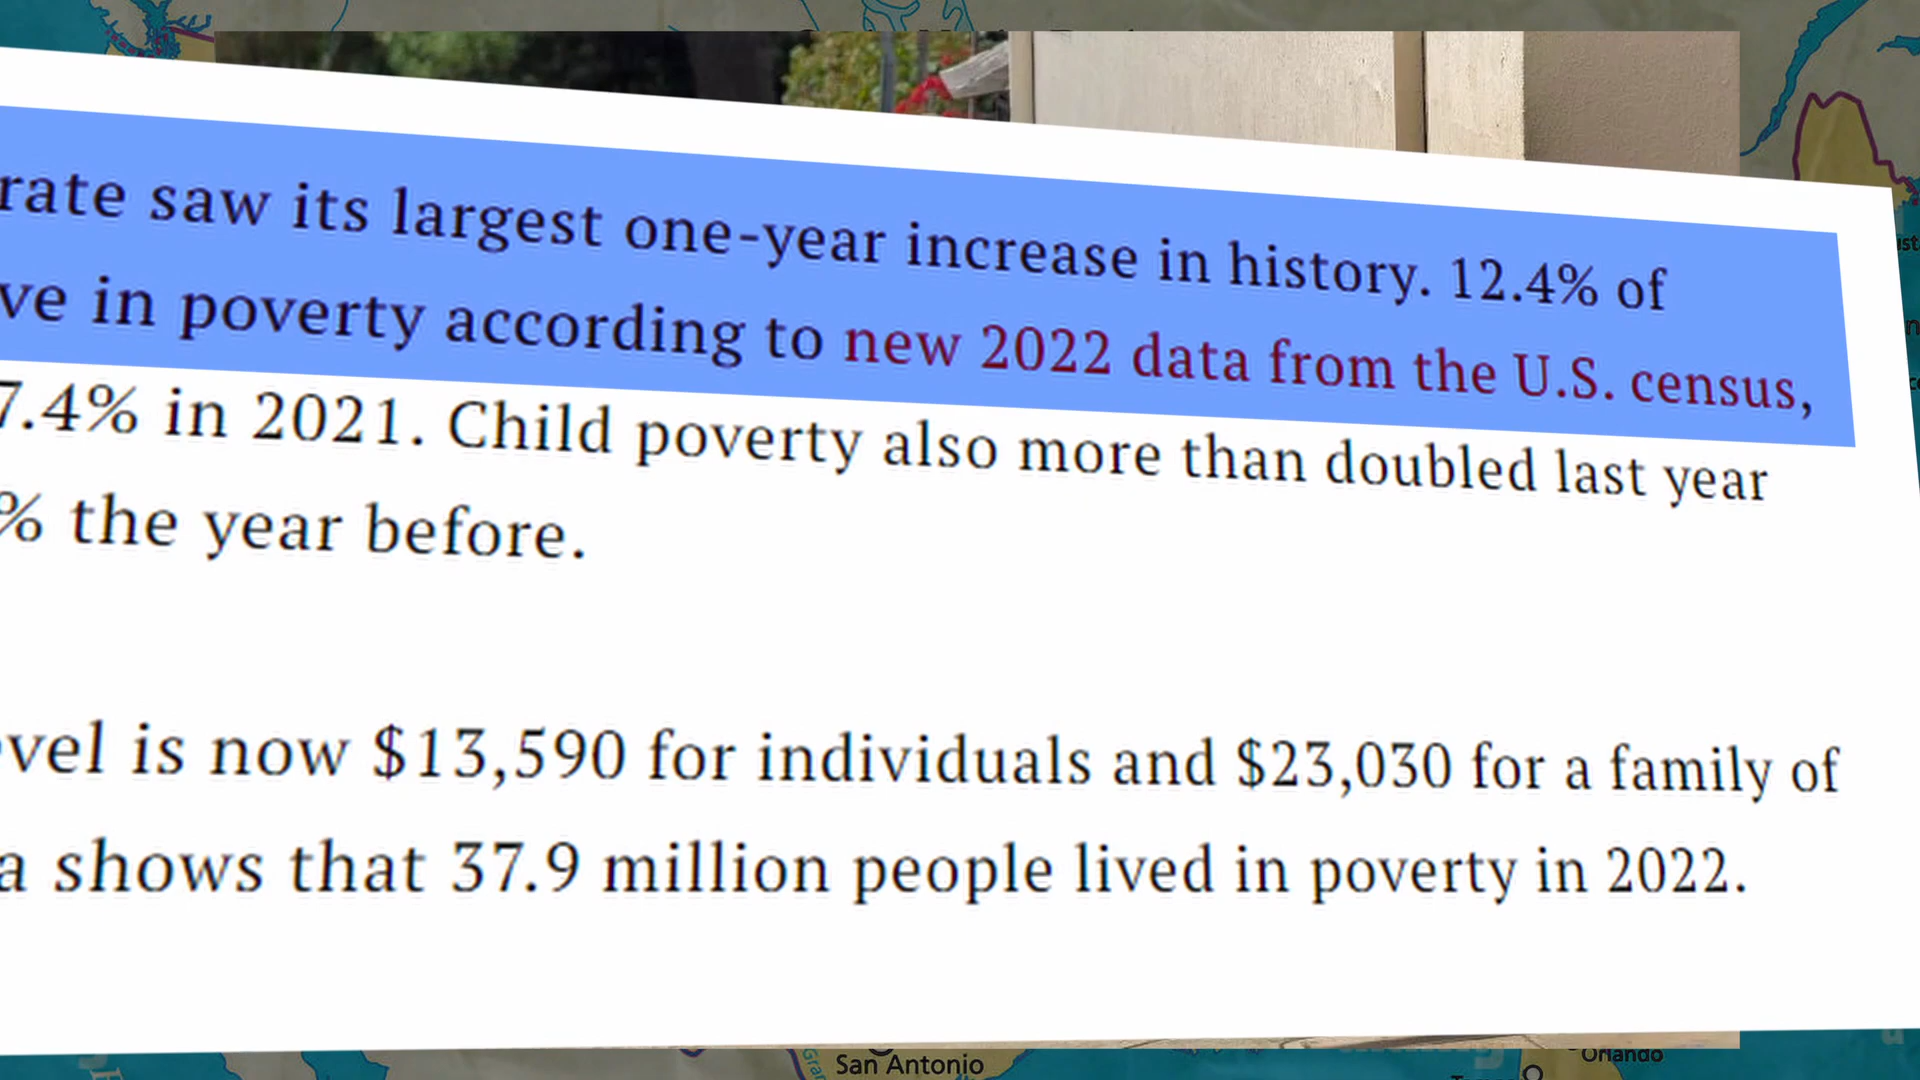 rate saw its largest one-year increase in history. 12.4% of
ve in poverty according to new 2022 data from the U.S. census,
7.4% in 2021. Child poverty also more than doubled last year
% the year before.
vel is now $13,590 for individuals and $23,030 for a family of
a shows that 37.9 million people lived in poverty in 2022.
San Antonio
Orlando